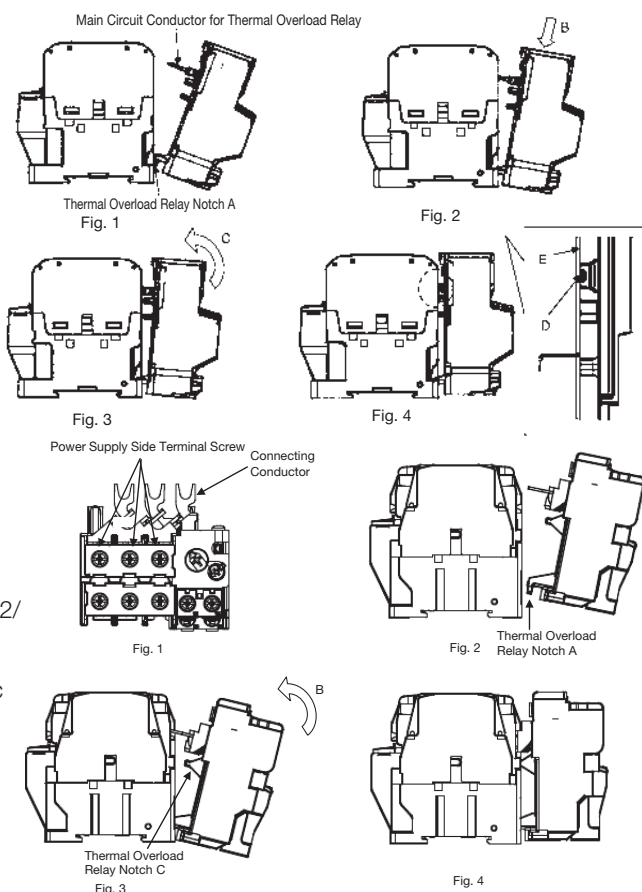 Main Circuit Conductor for Thermal Overload Relay
B
Thermal Overload Relay Notch A
Fig. 1
Fig. 2
C
E
D
Fig. 3
Fig. 4
Power Supply Side Terminal Screw
Connecting
Conductor
2/
Fig. 1
Fig. 2
Thermal Overload
Relay Notch A
c
B
Thermal Overload
Relay Notch C
Fig. 3
Fig. 4